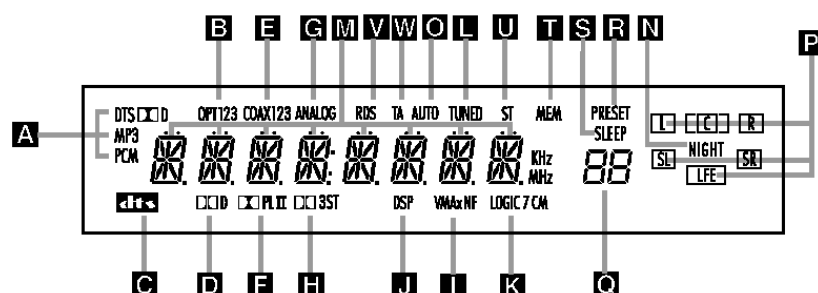 B E G M V W O L U T S R N P
DTS D OPT123 COAX123 ANALOG RDS TA AUTO TUNED ST MEM PRESET
A MP3 SLEEP L C R
PCM KHz NIGHT
MHz SL SR
LFE
dts D PL II 3ST DSP VMAx NF LOGIC 7 CM
C D F H J I K Q